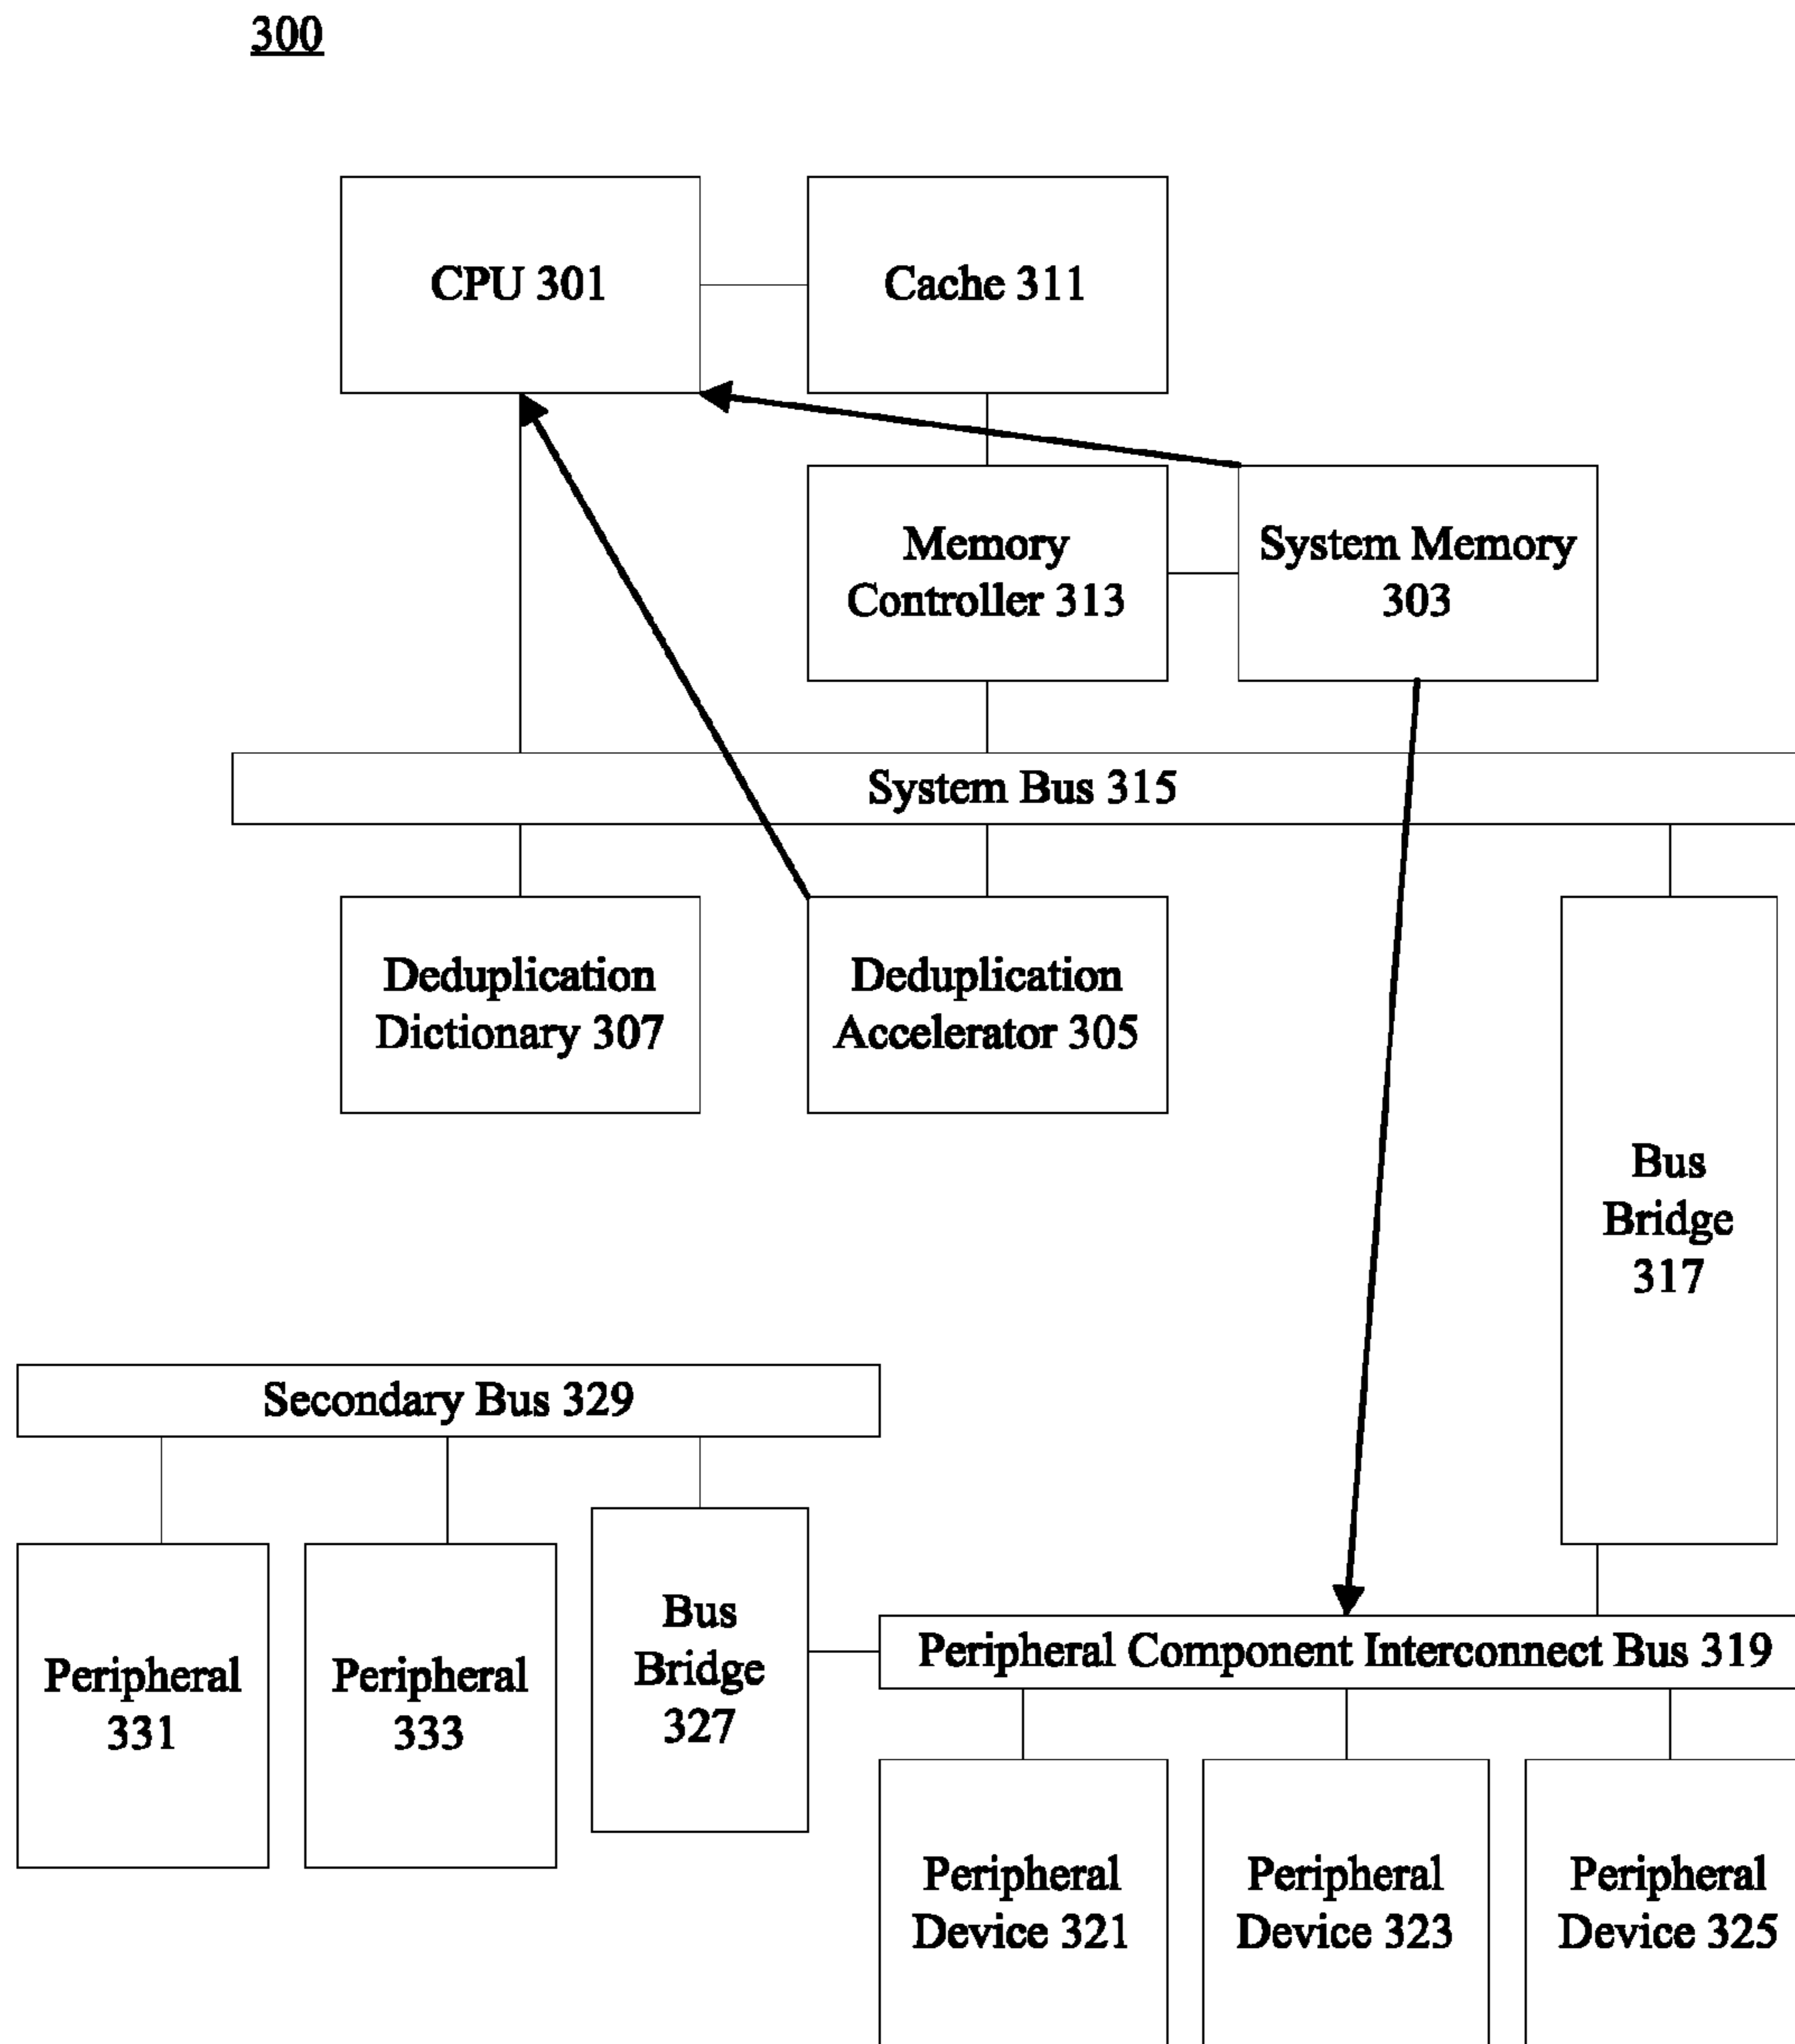 300
CPU 301
Cache 311
Memory
Controller 313
System Memory
303
System Bus 315
Deduplication
Dictionary 307
Deduplication
Accelerator 305
Bus
Bridge
317
Secondary Bus 329
Peripheral
331
Peripheral
333
Bus
Bridge
327
Peripheral Component Interconnect Bus 319
Peripheral
Device 321
Peripheral
Device 323
Peripheral
Device 325